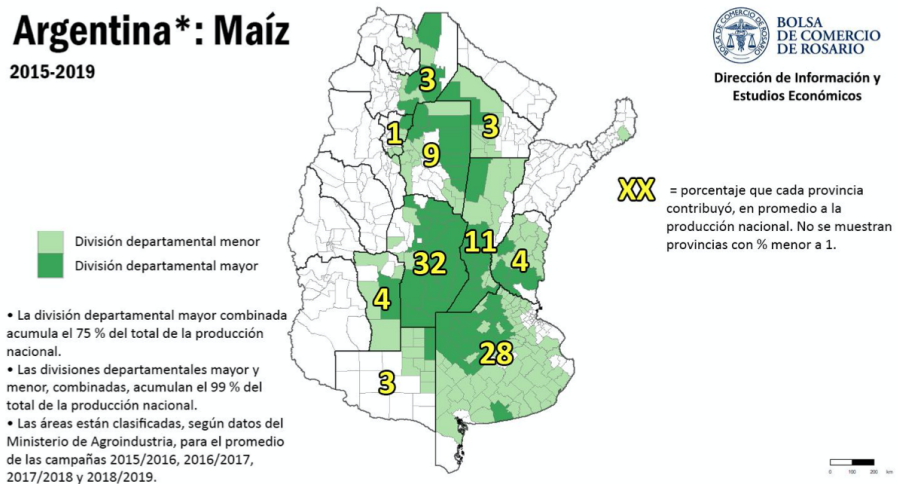 Argentina*: Maíz
2015-2019
BOLSA
DE COMERCIO
DE ROSARIO
Dirección de Información y
Estudios Económicos
3
1
3
9
11
32
4
4
28
3
XX = porcentaje que cada provincia
contribuyó, en promedio a la
producción nacional. No se muestran
provincias con % menor a 1.
División departamental menor
División departamental mayor
• La división departamental mayor combinada
acumula el 75 % del total de la producción
nacional.
• Las divisiones departamentales mayor y
menor, combinadas, acumulan el 99 % del
total de la producción nacional.
• Las áreas están clasificadas, según datos del
Ministerio de Agroindustria, para el promedio
de las campañas 2015/2016, 2016/2017,
2017/2018 y 2018/2019.
0 100 200 km